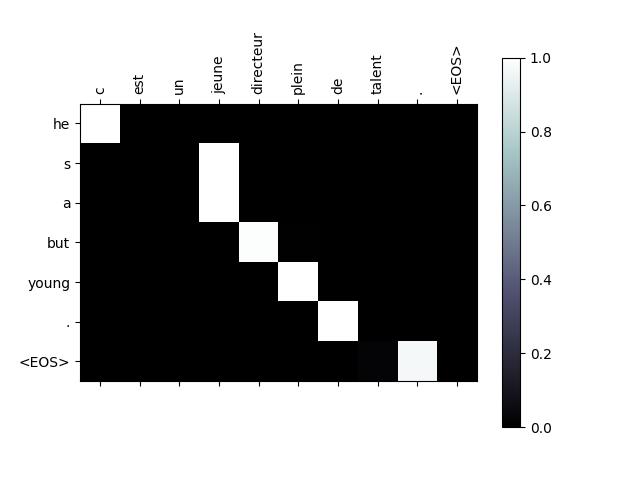 c est un jeune directeur plein de talent . <EOS>
he
s
a
but
young
.
<EOS>
1.0
0.8
0.6
0.4
0.2
0.0